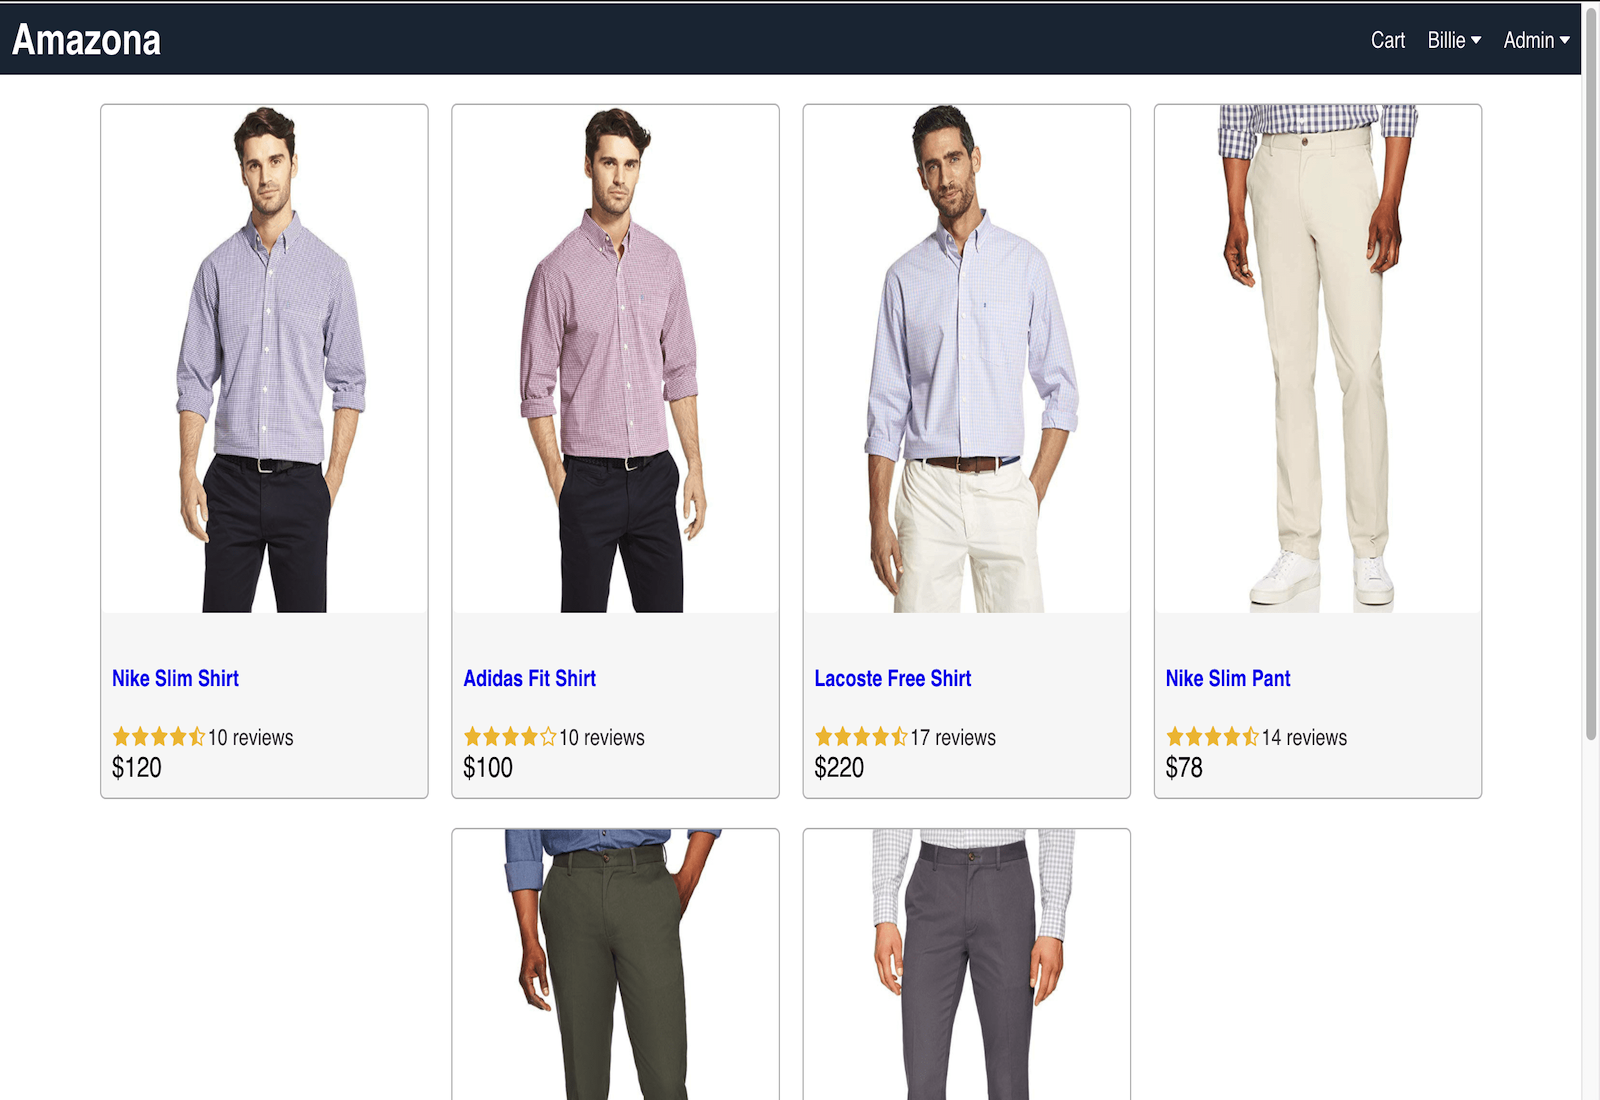 Amazona
Cart Billie Admin
Nike Slim Shirt
10 reviews
$120
Adidas Fit Shirt
10 reviews
$100
Lacoste Free Shirt
17 reviews
$220
Nike Slim Pant
14 reviews
$78